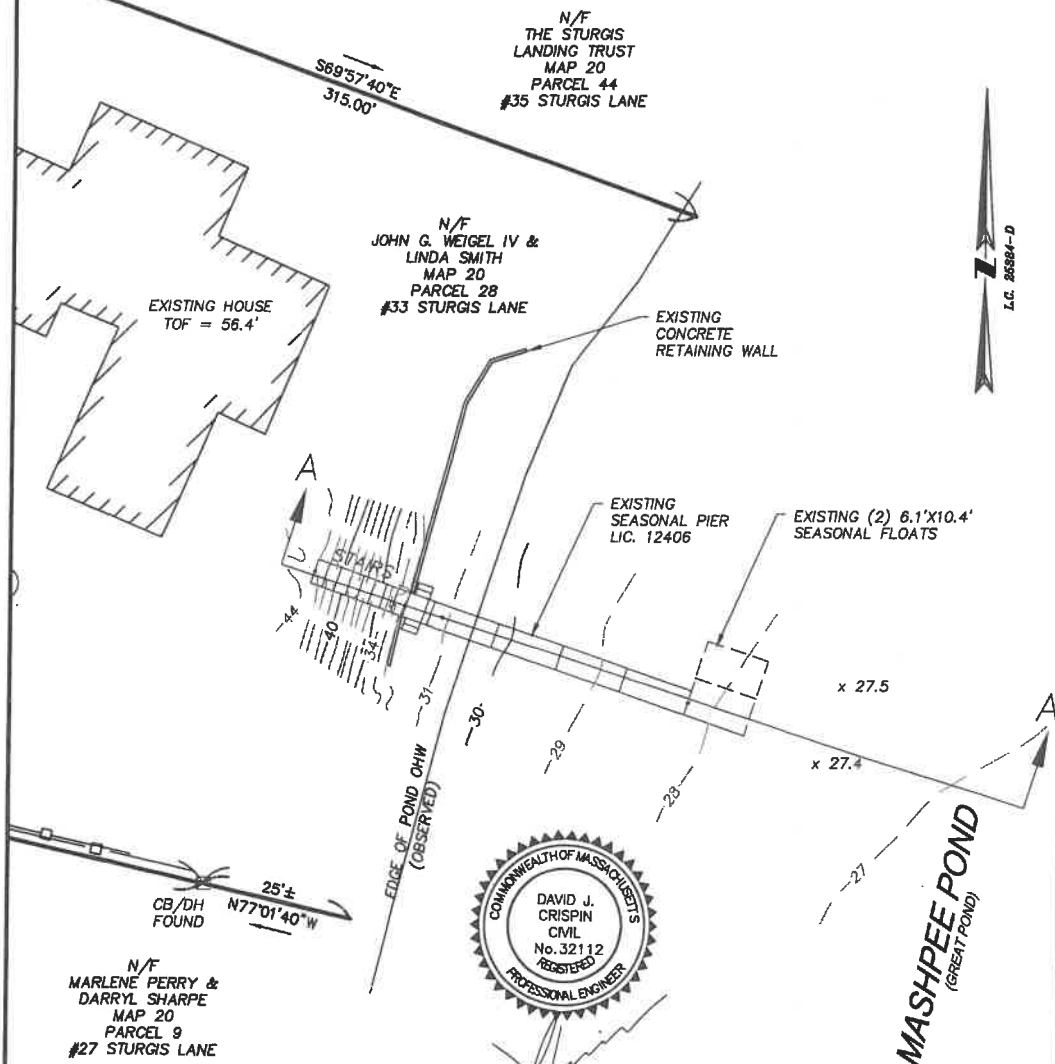 N/F
THE STURGIS
LANDING TRUST
MAP 20
PARCEL 44
#35 STURGIS LANE
S69°57'40"E
315.00'
N/F
JOHN G. WEIGEL IV &
LINDA SMITH
MAP 20
PARCEL 28
#33 STURGIS LANE
N
L.C. 26884-D
EXISTING HOUSE
TOF = 56.4'
EXISTING
CONCRETE
RETAINING WALL
A
EXISTING
SEASONAL PIER
LIC. 12406
EXISTING (2) 6.1'X10.4'
SEASONAL FLOATS
STAIRS
44
40
34
31
30
29
28
27
x 27.5
x 27.4
A
EDGE OF POND OHW
(OBSERVED)
MASHPEE POND
(GREAT POND)
COMMONWEALTH OF MASSACHUSETTS
DAVID J.
CRISPIN
CIVIL
No. 32112
REGISTERED
PROFESSIONAL ENGINEER
25'±
N77°01'40"W
CB/DH
FOUND
N/F
MARLENE PERRY &
DARRYL SHARPE
MAP 20
PARCEL 9
#27 STURGIS LANE